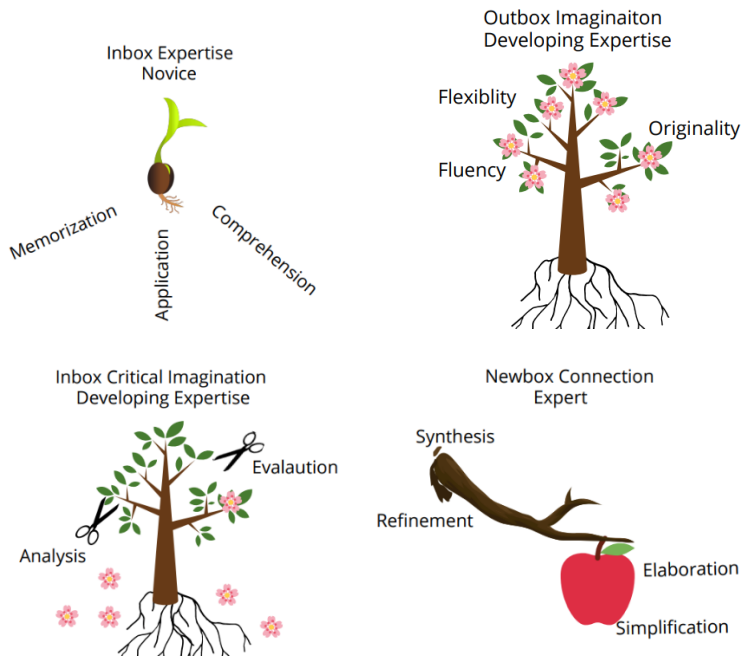 Inbox Expertise
Novice
Memorization
Application
Comprehension
Outbox Imaginaiton
Developing Expertise
Flexiblity
Originality
Fluency
Inbox Critical Imagination
Developing Expertise
Evalaution
Analysis
Newbox Connection
Expert
Synthesis
Refinement
Elaboration
Simplification